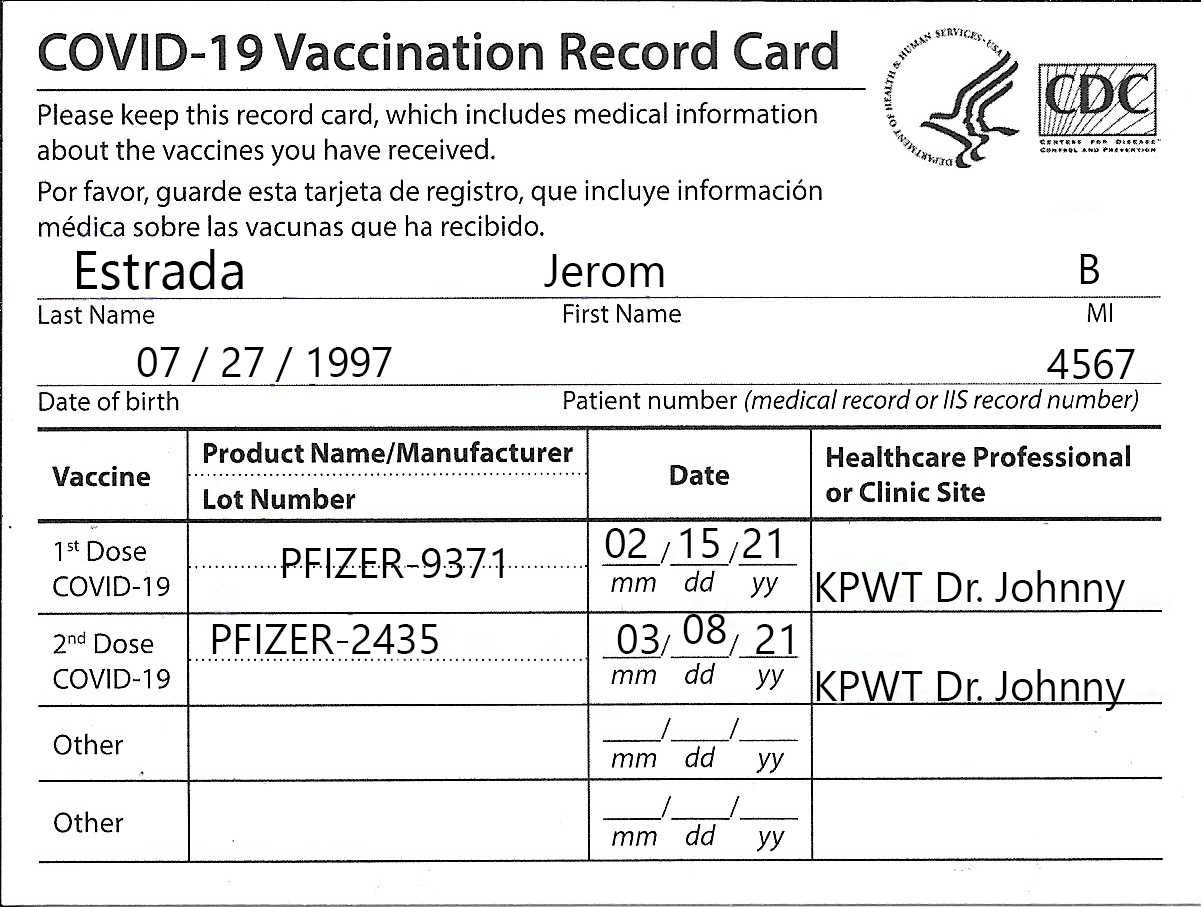 COVID-19 Vaccination Record Card
DEPARTMENT OF HEALTH & HUMAN SERVICES · USA
CDC
CENTERS FOR DISEASE
CONTROL AND PREVENTION
Please keep this record card, which includes medical information
about the vaccines you have received.
Por favor, guarde esta tarjeta de registro, que incluye información
médica sobre las vacunas que ha recibido.
Estrada Jerom B
Last Name First Name MI
07 / 27 / 1997 4567
Date of birth Patient number (medical record or IIS record number)
Vaccine
Product Name/Manufacturer
Lot Number
Date
Healthcare Professional
or Clinic Site
1st Dose
COVID-19
PFIZER-9371
02 / 15 / 21
mm dd yy
KPWT Dr. Johnny
2nd Dose
COVID-19
PFIZER-2435
03 / 08 / 21
mm dd yy
KPWT Dr. Johnny
Other
__/__/__
mm dd yy
Other
__/__/__
mm dd yy